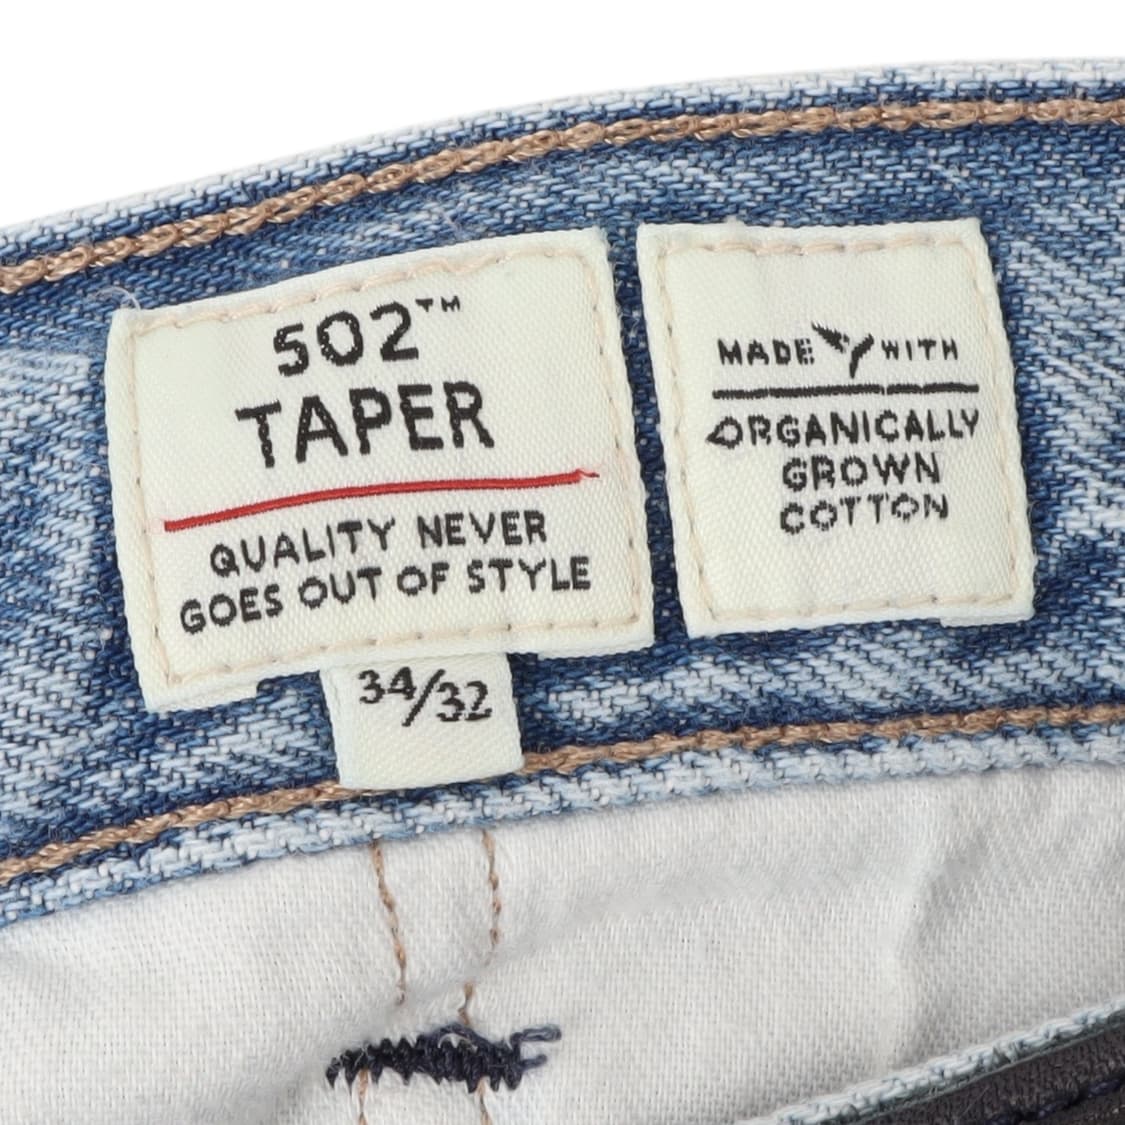 502™
TAPER
QUALITY NEVER
GOES OUT OF STYLE
34/32
MADE WITH
ORGANICALLY
GROWN
COTTON